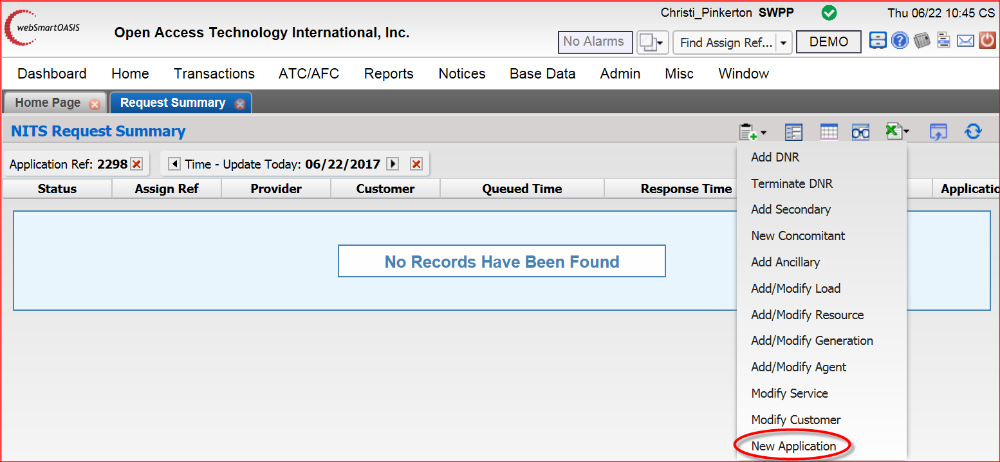 Christi_Pinkerton SWPP Thu 06/22 10:45 CS
webSmartOASIS
Open Access Technology International, Inc.
No Alarms Find Assign Ref... DEMO
Dashboard Home Transactions ATC/AFC Reports Notices Base Data Admin Misc Window
Home Page Request Summary
NITS Request Summary
Application Ref: 2298 Time - Update Today: 06/22/2017
Status Assign Ref Provider Customer Queued Time Response Time Applicatio
No Records Have Been Found
Add DNR
Terminate DNR
Add Secondary
New Concomitant
Add Ancillary
Add/Modify Load
Add/Modify Resource
Add/Modify Generation
Add/Modify Agent
Modify Service
Modify Customer
New Application